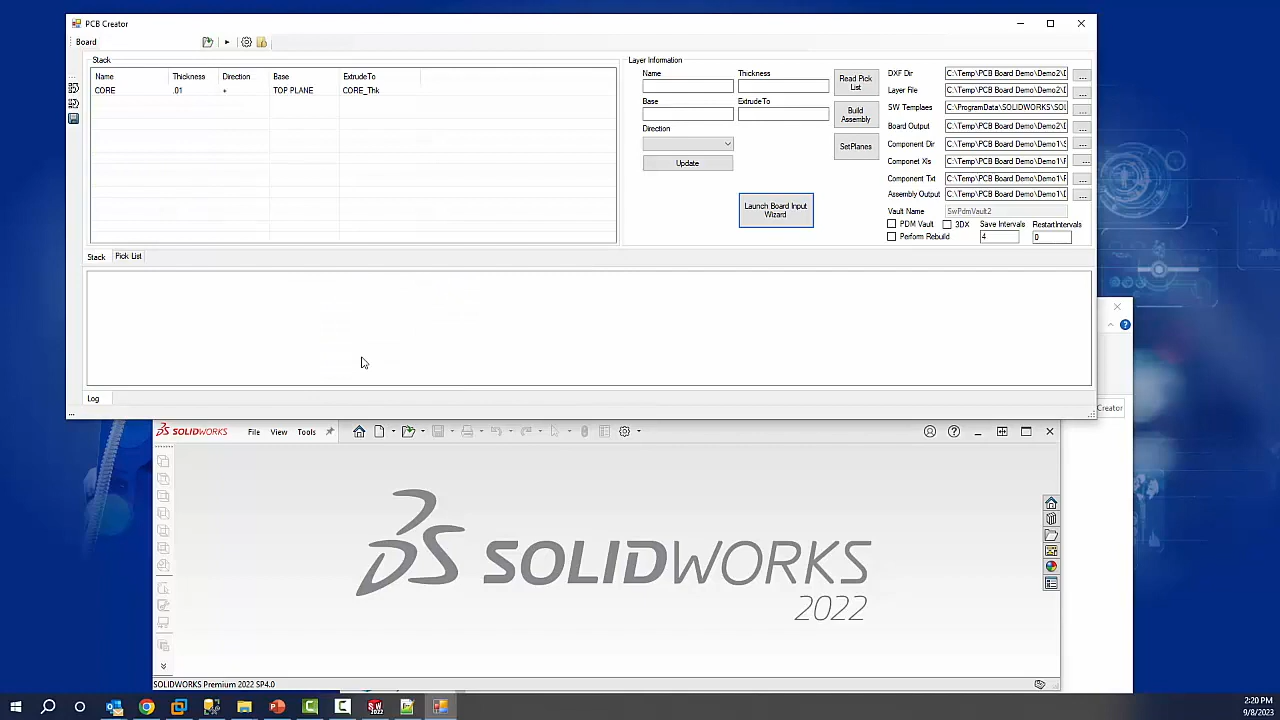 PCB Creator
Board
Stack
Name Thickness Direction Base ExtrudeTo
CORE .01 + TOP PLANE CORE_Thk
Layer Information
Name Thickness
Base ExtrudeTo
Direction
Update
Launch Board Input Wizard
Read Pick List
Build Assembly
SetPlanes
DXF Dir C:\Temp\PCB Board Demo\Demo2\
Layer File C:\Temp\PCB Board Demo\Demo2\
SW Templaes C:\ProgramData\SOLIDWORKS\SOL
Board Output C:\Temp\PCB Board Demo\Demo2\
Component Dir C:\Temp\PCB Board Demo\Demo1\
Componet Xls C:\Temp\PCB Board Demo\Demo1\
Component Txt C:\Temp\PCB Board Demo\Demo1\
Assembly Output C:\Temp\PCB Board Demo\Demo1\
Vault Name SwPdmVault2
PDM Vault 3DX Save Intervals RestartIntervals
Perform Rebuild 4 0
Stack Pick List
Log
...
Creator
SOLIDWORKS File View Tools
SOLIDWORKS
2022
SOLIDWORKS Premium 2022 SP4.0
2:20 PM
9/8/2023